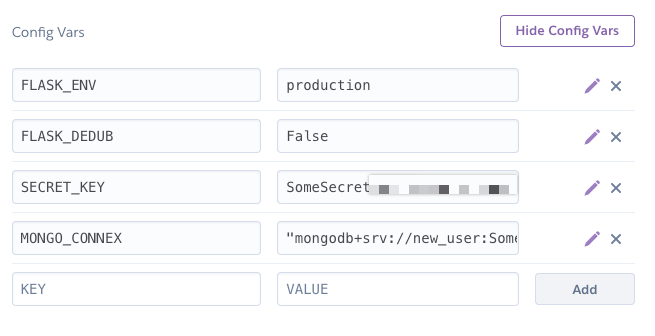 Config Vars Hide Config Vars
FLASK_ENV production
FLASK_DEDUB False
SECRET_KEY SomeSecret
MONGO_CONNEX "mongodb+srv://new_user:Some
KEY VALUE Add